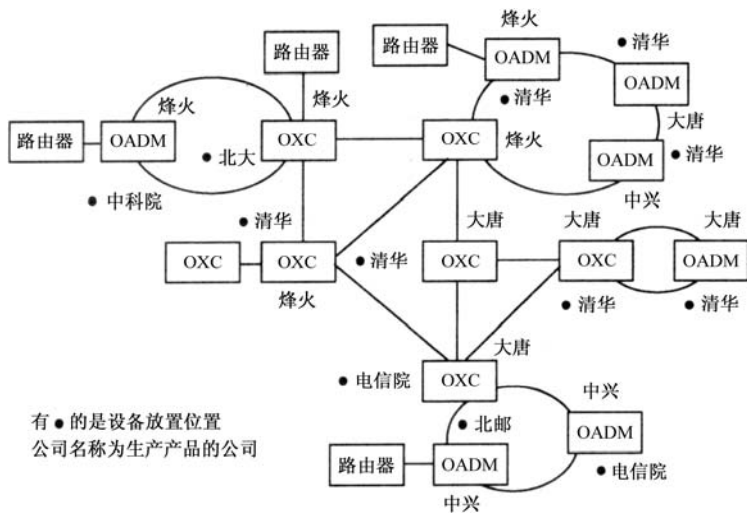 烽火
路由器
● 清华
路由器
OADM
OADM
烽火
● 清华
烽火
大唐
路由器
OADM
● 北大
OXC
OXC
烽火
OADM
● 清华
● 中科院
中兴
● 清华
大唐
大唐
大唐
OXC
OXC
● 清华
OXC
OXC
OADM
烽火
● 清华
● 清华
大唐
● 电信院
OXC
中兴
有 ● 的是设备放置位置
● 北邮
OADM
公司名称为生产产品的公司
路由器
OADM
● 电信院
中兴